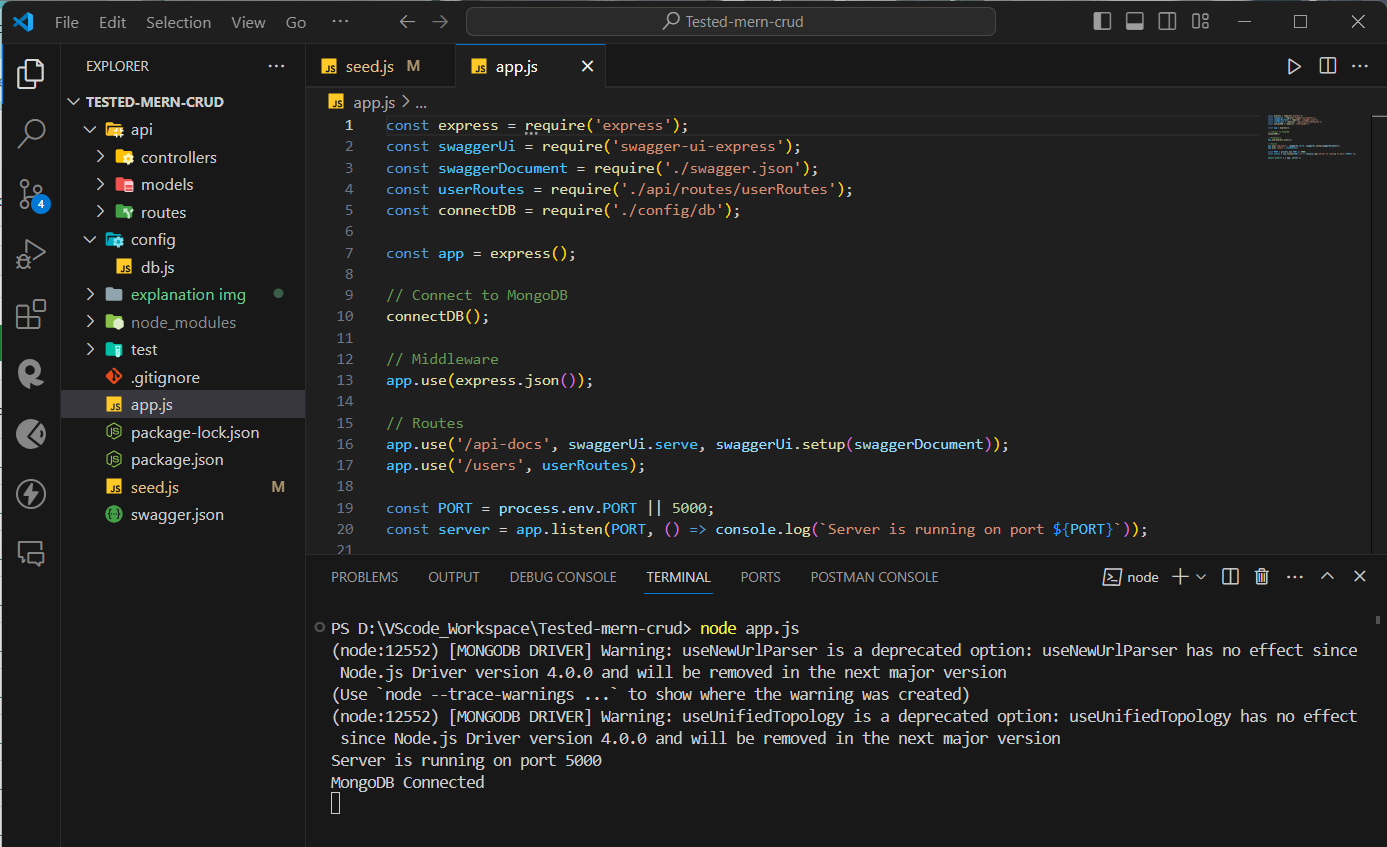 File Edit Selection View Go ··· Tested-mern-crud
EXPLORER
TESTED-MERN-CRUD
api
controllers
models
routes
config
JS db.js
explanation img
node_modules
test
.gitignore
JS app.js
package-lock.json
package.json
JS seed.js M
swagger.json
4
JS seed.js M
JS app.js
JS app.js > ...
1 const express = require('express');
2 const swaggerUi = require('swagger-ui-express');
3 const swaggerDocument = require('./swagger.json');
4 const userRoutes = require('./api/routes/userRoutes');
5 const connectDB = require('./config/db');
6
7 const app = express();
8
9 // Connect to MongoDB
10 connectDB();
11
12 // Middleware
13 app.use(express.json());
14
15 // Routes
16 app.use('/api-docs', swaggerUi.serve, swaggerUi.setup(swaggerDocument));
17 app.use('/users', userRoutes);
18
19 const PORT = process.env.PORT || 5000;
20 const server = app.listen(PORT, () => console.log(`Server is running on port ${PORT}`));
21
PROBLEMS OUTPUT DEBUG CONSOLE TERMINAL PORTS POSTMAN CONSOLE node
PS D:\VScode_Workspace\Tested-mern-crud> node app.js
(node:12552) [MONGODB DRIVER] Warning: useNewUrlParser is a deprecated option: useNewUrlParser has no effect since
Node.js Driver version 4.0.0 and will be removed in the next major version
(Use `node --trace-warnings ...` to show where the warning was created)
(node:12552) [MONGODB DRIVER] Warning: useUnifiedTopology is a deprecated option: useUnifiedTopology has no effect
since Node.js Driver version 4.0.0 and will be removed in the next major version
Server is running on port 5000
MongoDB Connected